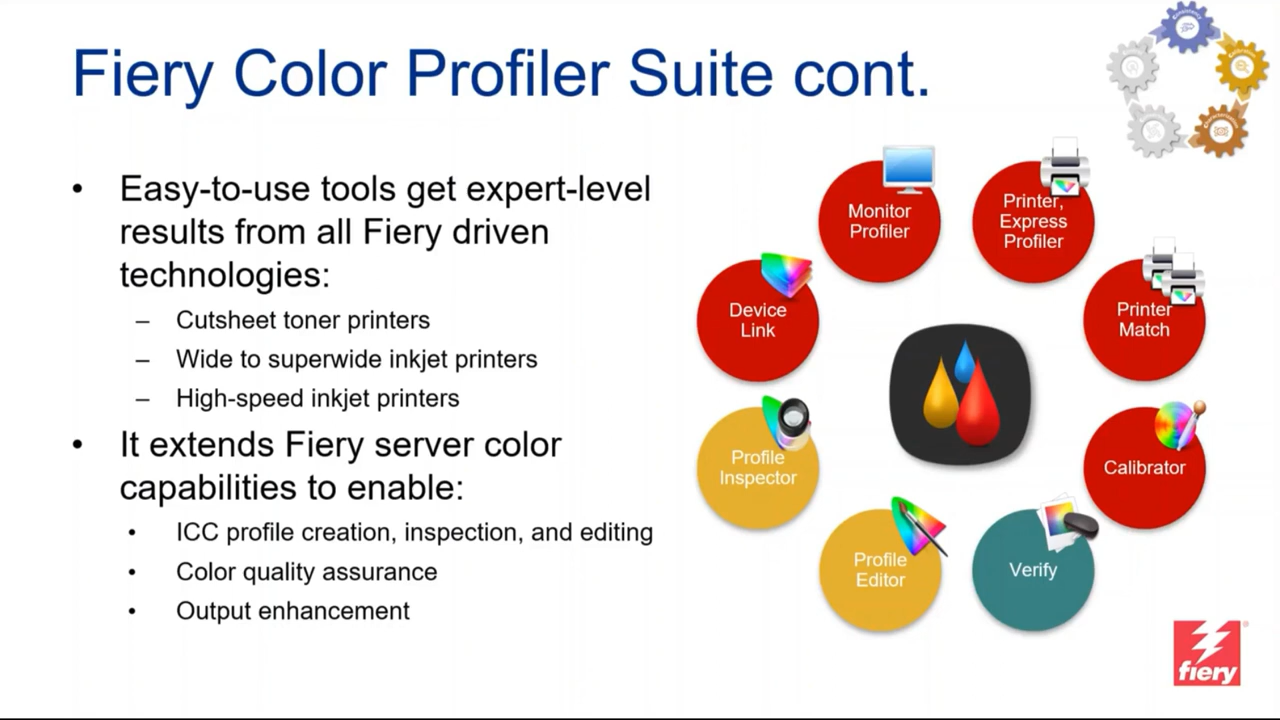 Fiery Color Profiler Suite cont.
• Easy-to-use tools get expert-level
results from all Fiery driven
technologies:
– Cutsheet toner printers
– Wide to superwide inkjet printers
– High-speed inkjet printers
• It extends Fiery server color
capabilities to enable:
• ICC profile creation, inspection, and editing
• Color quality assurance
• Output enhancement
Consistency
Monitor
Profiler
Printer,
Express
Profiler
Device
Link
Printer
Match
Profile
Inspector
Calibrator
Profile
Editor
Verify
fiery
®